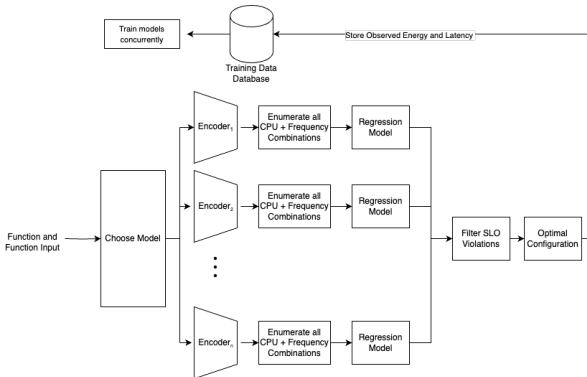 Train models
concurrently
Store Observed Energy and Latency
Training Data
Database
Encoder1
Enumerate all
CPU + Frequency
Combinations
Regression
Model
Encoder2
Enumerate all
CPU + Frequency
Combinations
Regression
Model
Function and
Function Input
Choose Model
Filter SLO
Violations
Optimal
Configuration
Encodern
Enumerate all
CPU + Frequency
Combinations
Regression
Model